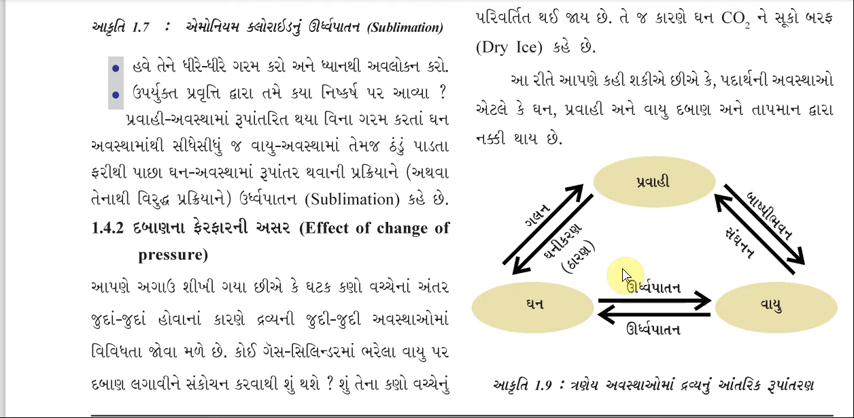 આકૃતિ 1.7 : એમોનિયમ ક્લોરાઇડનું ઊર્ધ્વપાતન (Sublimation)
• હવે તેને ધીરે-ધીરે ગરમ કરો અને ધ્યાનથી અવલોકન કરો.
• ઉપર્યુક્ત પ્રવૃત્તિ દ્વારા તમે કયા નિષ્કર્ષ પર આવ્યા ?
પ્રવાહી-અવસ્થામાં રૂપાંતરિત થયા વિના ગરમ કરતાં ઘન
અવસ્થામાંથી સીધેસીધું જ વાયુ-અવસ્થામાં તેમજ ઠંડું પાડતા
ફરીથી પાછા ઘન-અવસ્થામાં રૂપાંતર થવાની પ્રક્રિયાને (અથવા
તેનાથી વિરુદ્ધ પ્રક્રિયાને) ઉર્ધ્વપાતન (Sublimation) કહે છે.
1.4.2 દબાણના ફેરફારની અસર (Effect of change of
pressure)
આપણે અગાઉ શીખી ગયા છીએ કે ઘટક કણો વચ્ચેનાં અંતર
જુદાં-જુદાં હોવાનાં કારણે દ્રવ્યની જુદી-જુદી અવસ્થાઓમાં
વિવિધતા જોવા મળે છે. કોઈ ગૅસ-સિલિન્ડરમાં ભરેલા વાયુ પર
દબાણ લગાવીને સંકોચન કરવાથી શું થશે ? શું તેના કણો વચ્ચેનું
પરિવર્તિત થઈ જાય છે. તે જ કારણે ઘન CO₂ ને સૂકો બરફ
(Dry Ice) કહે છે.
આ રીતે આપણે કહી શકીએ છીએ કે, પદાર્થની અવસ્થાઓ
એટલે કે ઘન, પ્રવાહી અને વાયુ દબાણ અને તાપમાન દ્વારા
નક્કી થાય છે.
પ્રવાહી
ગલન
ઘનીકરણ
(ઠારણ)
બાષ્પીભવન
સંઘનન
ઘન
ઊર્ધ્વપાતન
ઊર્ધ્વપાતન
વાયુ
આકૃતિ 1.9 : ત્રણેય અવસ્થાઓમાં દ્રવ્યનું આંતરિક રૂપાંતરણ